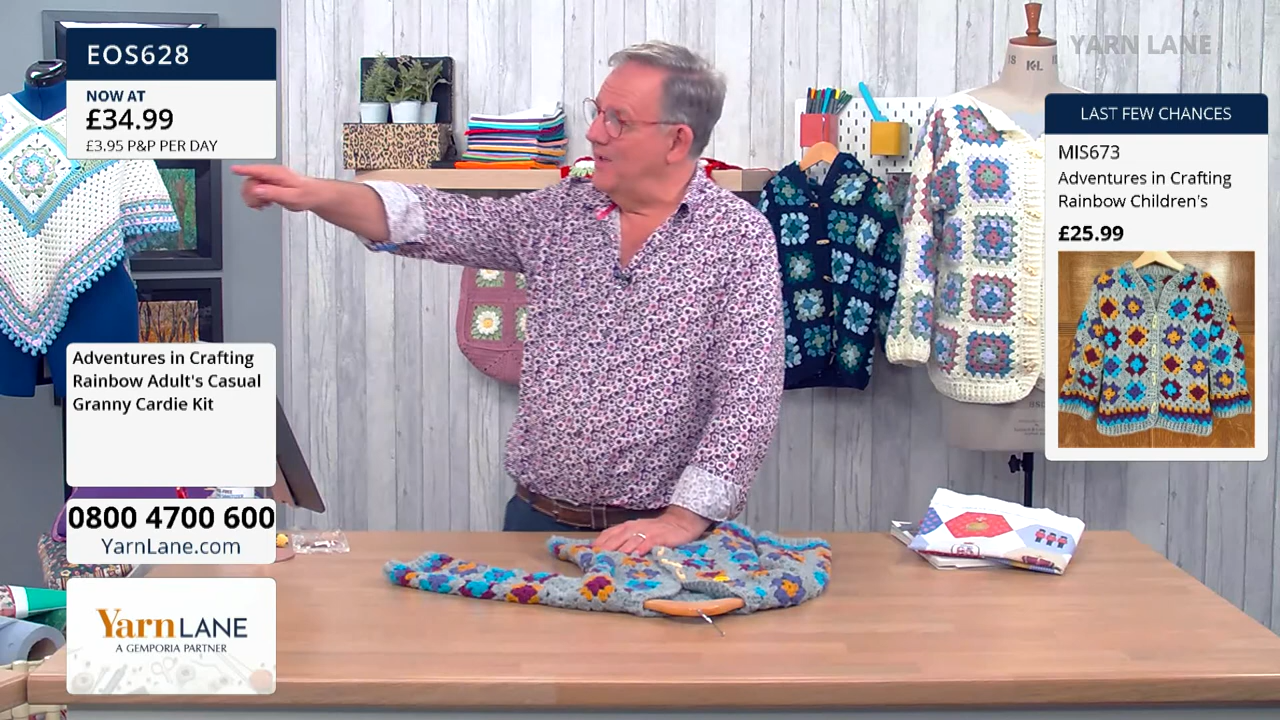 EOS628
NOW AT
£34.99
£3.95 P&P PER DAY
Adventures in Crafting
Rainbow Adult's Casual
Granny Cardie Kit
0800 4700 600
YarnLane.com
Yarn LANE
A GEMPORIA PARTNER
YARN LANE
LAST FEW CHANCES
MIS673
Adventures in Crafting
Rainbow Children's
£25.99